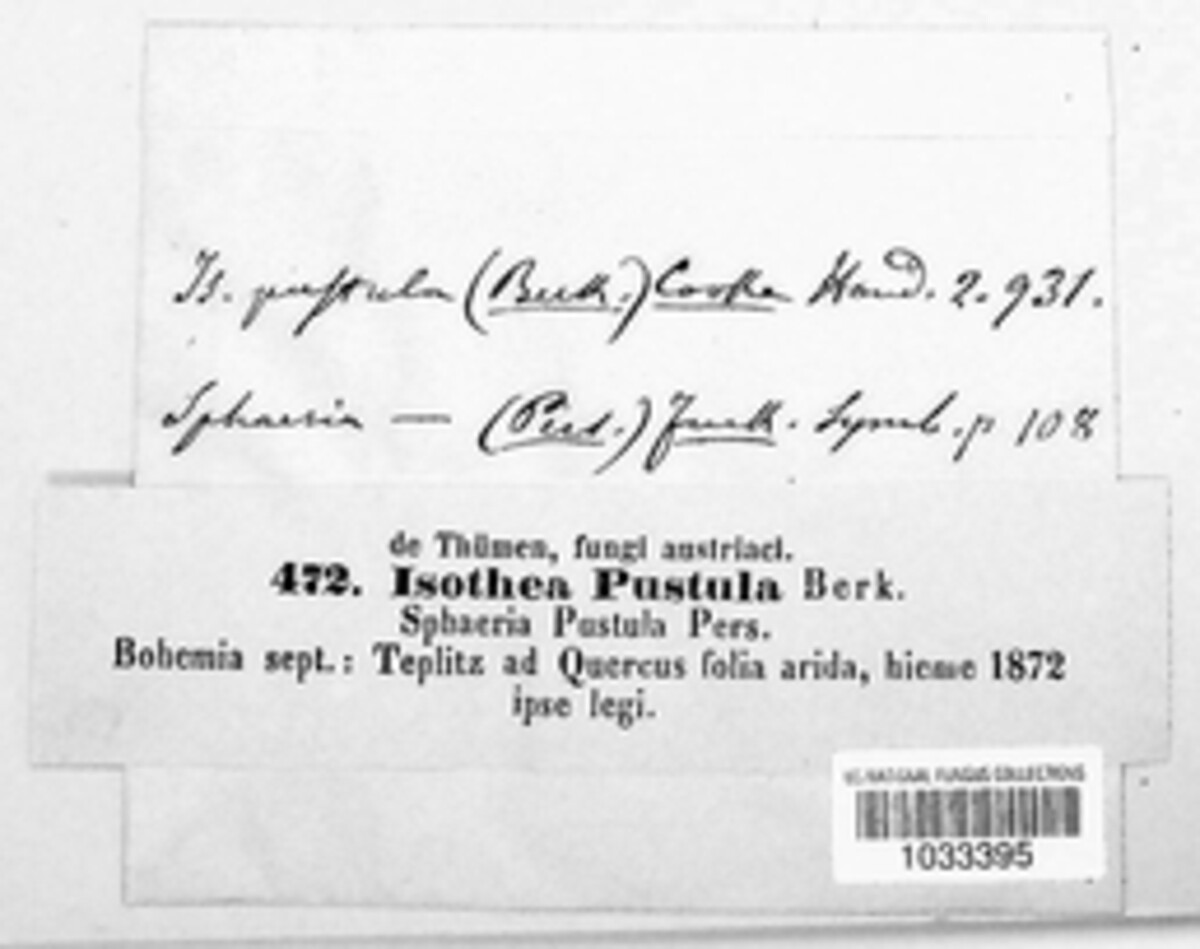 Is. pustula (Berk.) Cooke Hand. 2. 931.
Sphaeria — (Pers.) Fuck. Symb. p 108
de Thümen, fungi austriaci.
472. Isothea Pustula Berk.
Sphaeria Pustula Pers.
Bohemia sept.: Teplitz ad Quercus folia arida, hieme 1872
ipse legi.
US NATIONAL FUNGUS COLLECTIONS
1033395